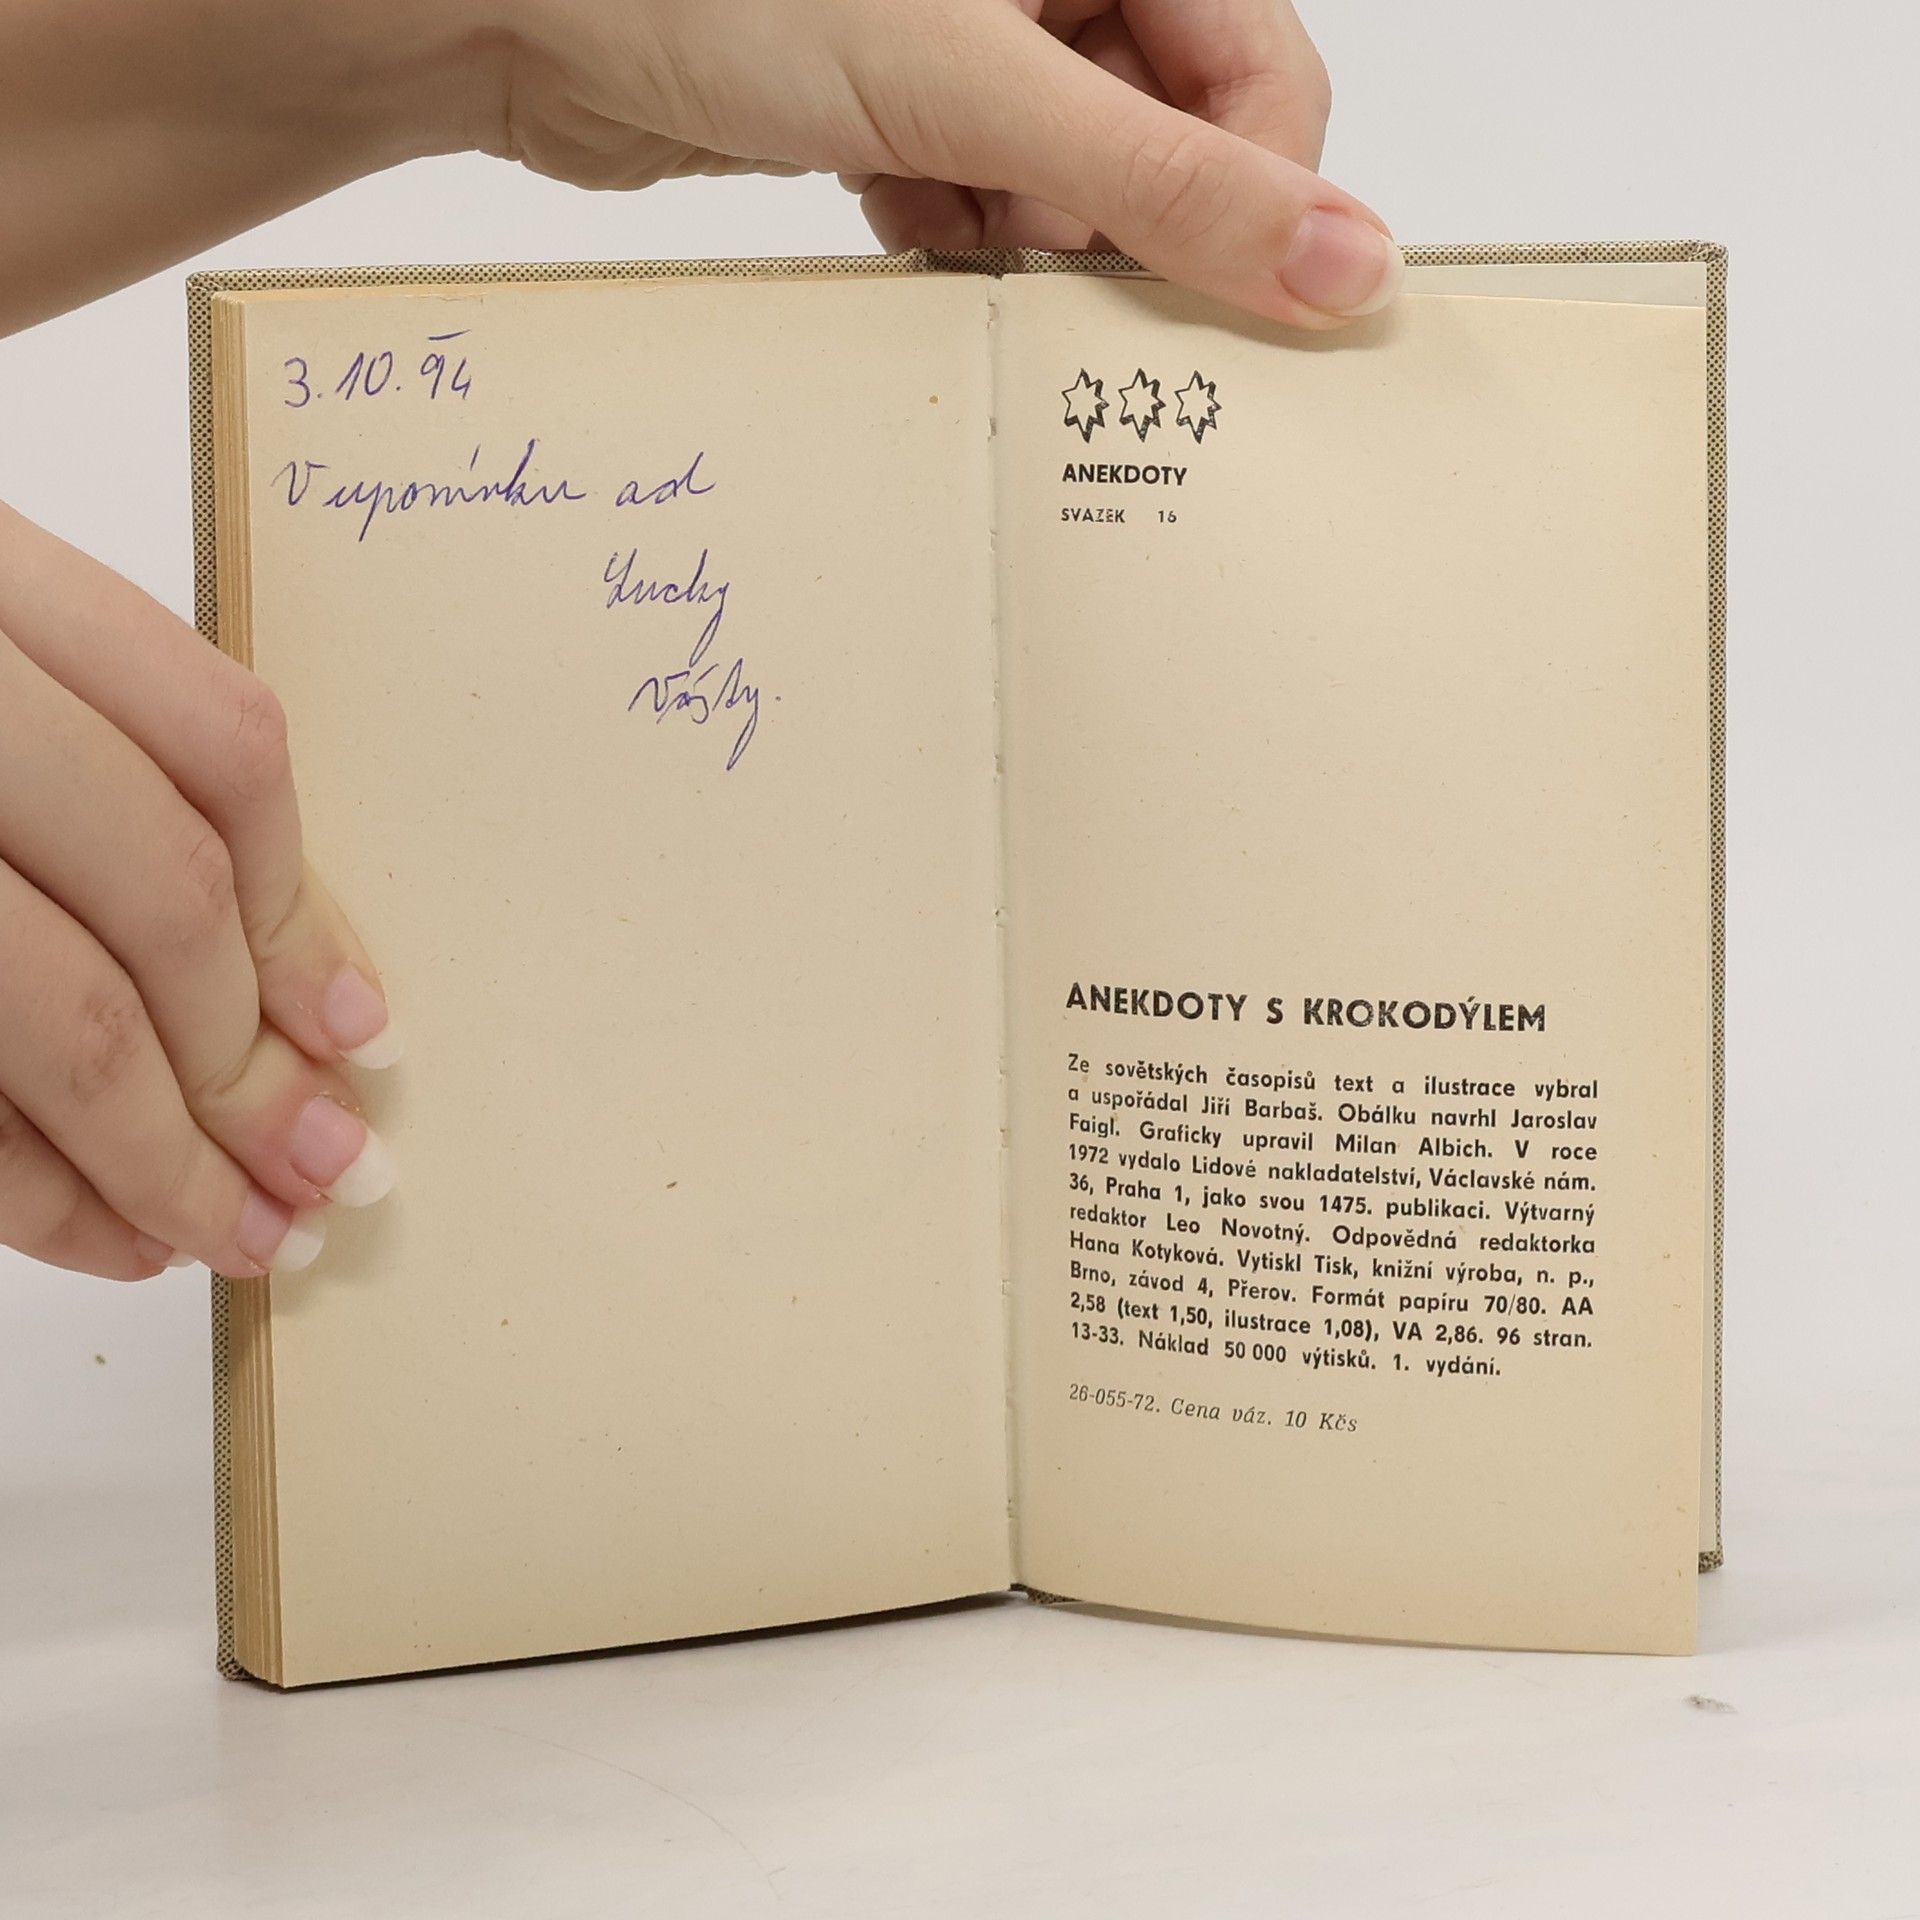 3. 10. 94
V upomínku od
Lucky
ANEKDOTY
SVAZEK 16
ANEKDOTY S KROKODÝLEM
Ze sovětských časopisů text a ilustrace vybral
a uspořádal Jiří Barbaš. Obálku navrhl Jaroslav
Faigl. Graficky upravil Milan Albich. V roce
1972 vydalo Lidové nakladatelství, Václavské nám.
36, Praha 1, jako svou 1475. publikaci. Výtvarný
redaktor Leo Novotný. Odpovědná redaktorka
Hana Kotyková. Vytiskl Tisk, knižní výroba, n. p.,
Brno, závod 4, Přerov. Formát papíru 70/80. AA
2,58 (text 1,50, ilustrace 1,08), VA 2,86. 96 stran.
13-33. Náklad 50 000 výtisků. 1. vydání.
26-055-72. Cena váz. 10 Kčs